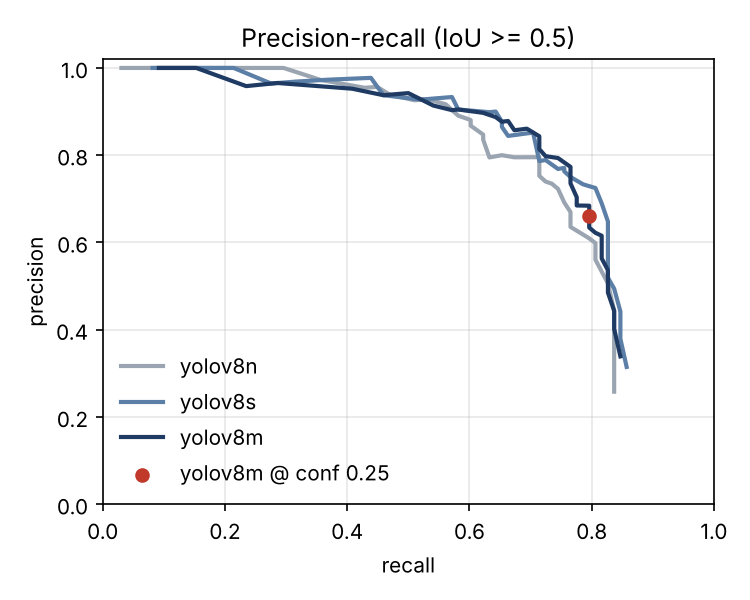 Precision-recall (IoU >= 0.5)
1.0
0.8
0.6
0.4
0.2
0.0
precision
yolov8n
yolov8s
yolov8m
yolov8m @ conf 0.25
0.0 0.2 0.4 0.6 0.8 1.0
recall